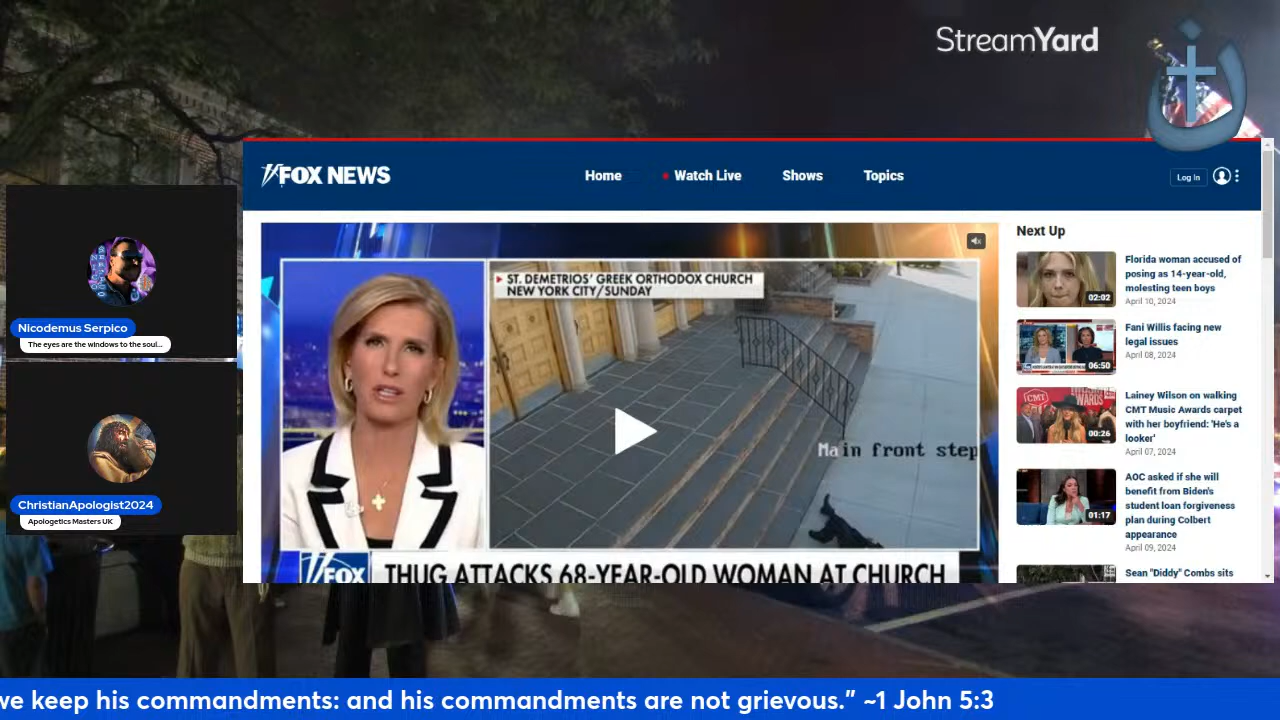 StreamYard
FOX NEWS
Home
Watch Live
Shows
Topics
Log In
ST. DEMETRIOS' GREEK ORTHODOX CHURCH
NEW YORK CITY/SUNDAY
Main front step
FOX
THUG ATTACKS 68-YEAR-OLD WOMAN AT CHURCH
Next Up
Florida woman accused of
posing as 14-year-old,
molesting teen boys
April 10, 2024
02:02
Fani Willis facing new
legal issues
April 08, 2024
06:50
Lainey Wilson on walking
CMT Music Awards carpet
with her boyfriend: 'He's a
looker'
April 07, 2024
CMT
00:26
AOC asked if she will
benefit from Biden's
student loan forgiveness
plan during Colbert
appearance
April 09, 2024
01:17
Sean "Diddy" Combs sits
Nicodemus Serpico
The eyes are the windows to the soul...
ChristianApologist2024
Apologetics Masters UK
we keep his commandments: and his commandments are not grievous.” ~1 John 5:3